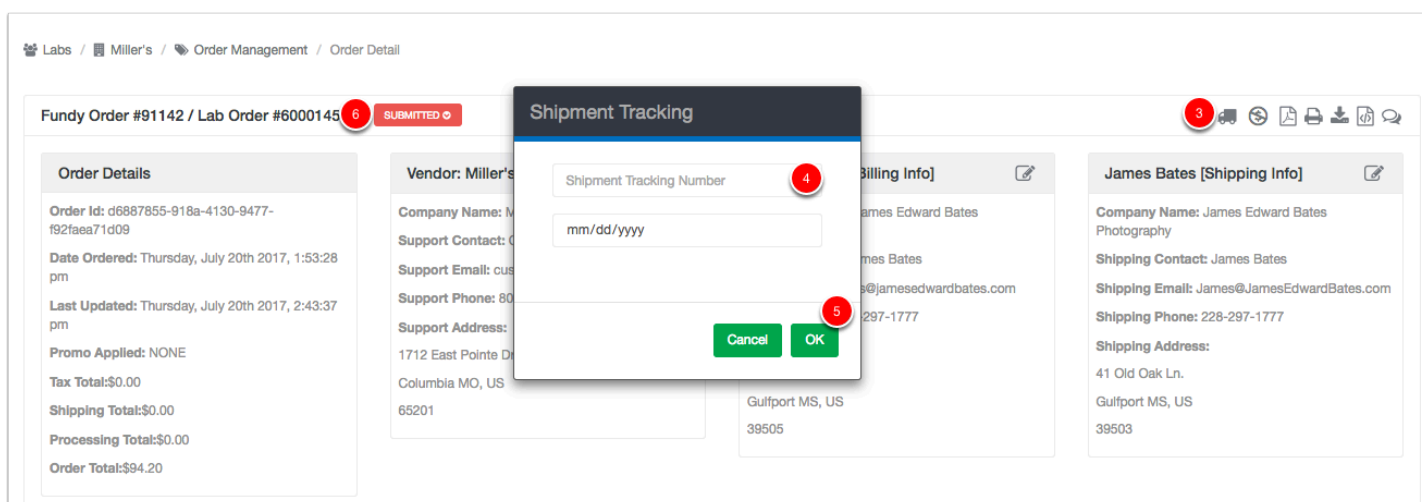 Labs / Miller's / Order Management / Order Detail
Fundy Order #91142 / Lab Order #6000145
6
SUBMITTED
3
Shipment Tracking
Shipment Tracking Number
4
mm/dd/yyyy
5
Cancel
OK
Order Details
Order Id: d6887855-918a-4130-9477-
f92faea71d09
Date Ordered: Thursday, July 20th 2017, 1:53:28
pm
Last Updated: Thursday, July 20th 2017, 2:43:37
pm
Promo Applied: NONE
Tax Total:$0.00
Shipping Total:$0.00
Processing Total:$0.00
Order Total:$94.20
Vendor: Miller's
Company Name:
Support Contact:
Support Email:
Support Phone: 80
Support Address:
1712 East Pointe
Columbia MO, US
65201
Billing Info]
James Edward Bates
James Bates
s@jamesedwardbates.com
-297-1777
Gulfport MS, US
39505
James Bates [Shipping Info]
Company Name: James Edward Bates
Photography
Shipping Contact: James Bates
Shipping Email: James@JamesEdwardBates.com
Shipping Phone: 228-297-1777
Shipping Address:
41 Old Oak Ln.
Gulfport MS, US
39503